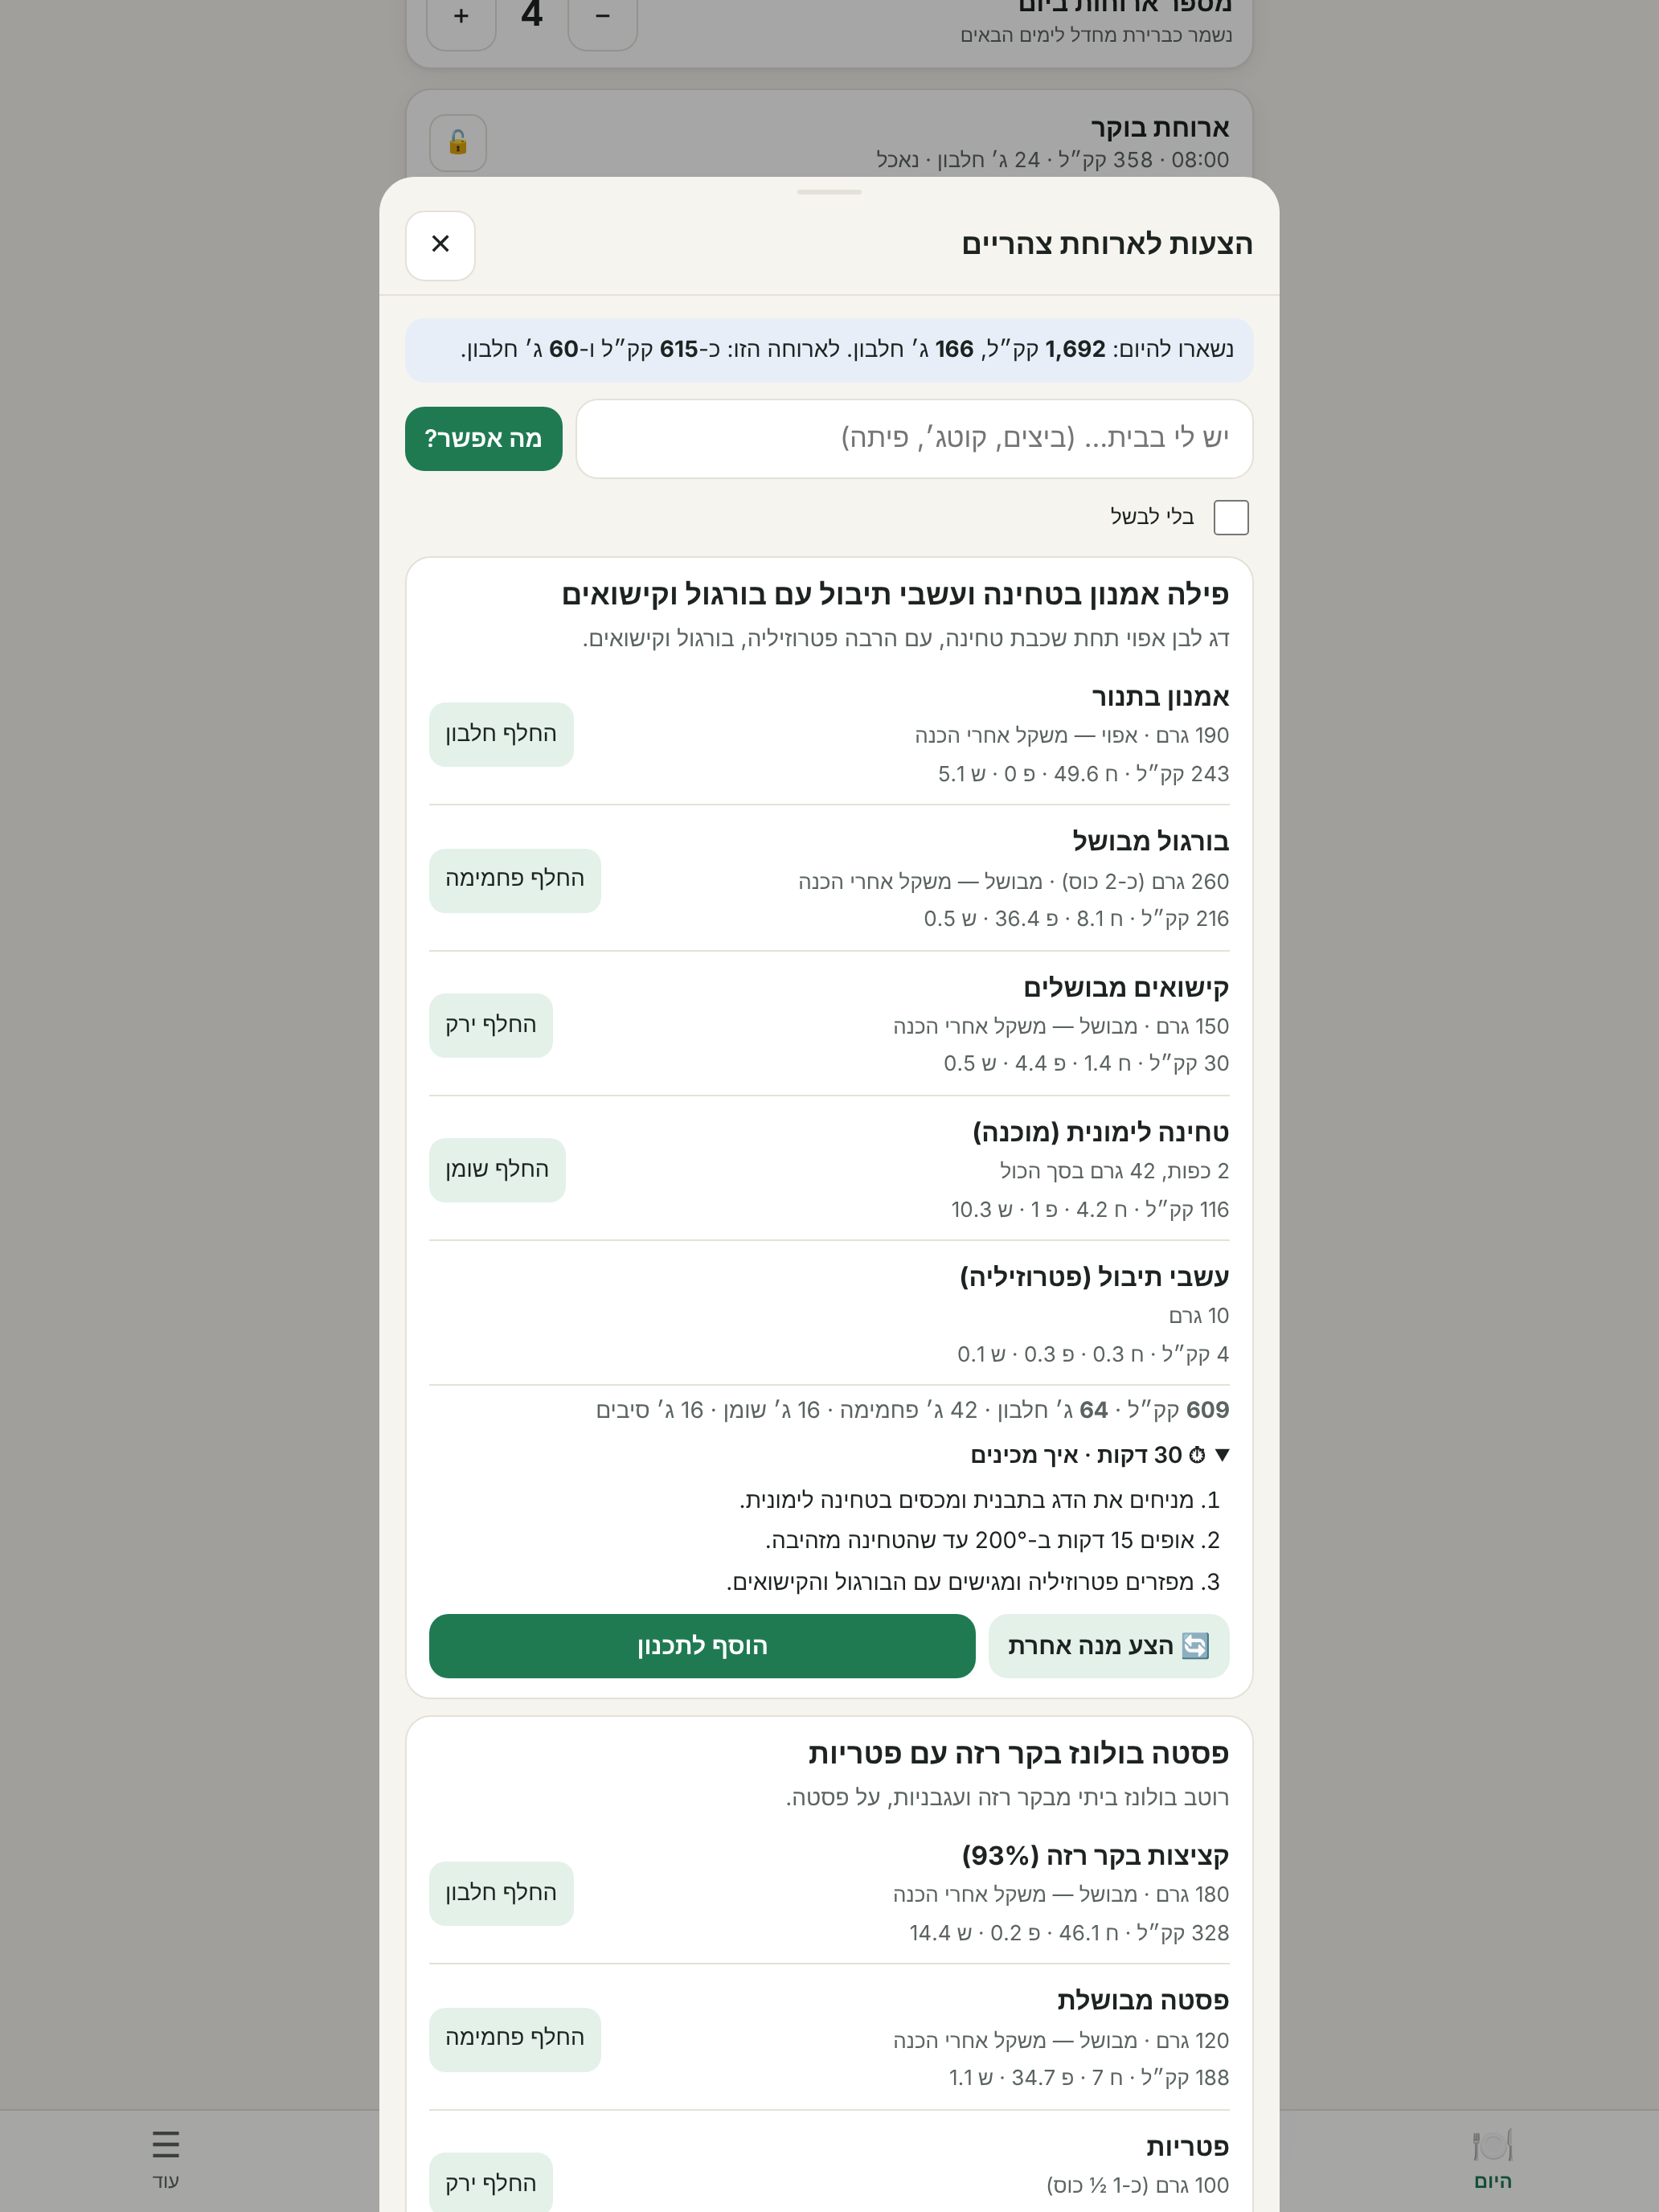 מספר ארוחות ביום
+ 4 −
נשמר כברירת מחדל לימים הבאים
ארוחת בוקר
08:00 · 358 קק״ל · 24 ג׳ חלבון · נאכל
הצעות לארוחת צהריים
✕
נשארו להיום: 1,692 קק״ל, 166 ג׳ חלבון. לארוחה הזו: כ-615 קק״ל ו-60 ג׳ חלבון.
יש לי בבית... (ביצים, קוטג׳, פיתה)
מה אפשר?
בלי לבשל
פילה אמנון בטחינה ועשבי תיבול עם בורגול וקישואים
דג לבן אפוי תחת שכבת טחינה, עם הרבה פטרוזיליה, בורגול וקישואים.
אמנון בתנור
190 גרם · אפוי — משקל אחרי הכנה
243 קק״ל · ח 49.6 · פ 0 · ש 5.1
החלף חלבון
בורגול מבושל
260 גרם (כ-2 כוס) · מבושל — משקל אחרי הכנה
216 קק״ל · ח 8.1 · פ 36.4 · ש 0.5
החלף פחמימה
קישואים מבושלים
150 גרם · מבושל — משקל אחרי הכנה
30 קק״ל · ח 1.4 · פ 4.4 · ש 0.5
החלף ירק
טחינה לימונית (מוכנה)
2 כפות, 42 גרם בסך הכול
116 קק״ל · ח 4.2 · פ 1 · ש 10.3
החלף שומן
עשבי תיבול (פטרוזיליה)
10 גרם
4 קק״ל · ח 0.3 · פ 0.3 · ש 0.1
609 קק״ל · 64 ג׳ חלבון · 42 ג׳ פחמימה · 16 ג׳ שומן · 16 ג׳ סיבים
▼ ⏱ 30 דקות · איך מכינים
1. מניחים את הדג בתבנית ומכסים בטחינה לימונית.
2. אופים 15 דקות ב-200° עד שהטחינה מזהיבה.
3. מפזרים פטרוזיליה ומגישים עם הבורגול והקישואים.
🔄 הצע מנה אחרת
הוסף לתכנון
פסטה בולונז בקר רזה עם פטריות
רוטב בולונז ביתי מבקר רזה ועגבניות, על פסטה.
קציצות בקר רזה (93%)
180 גרם · מבושל — משקל אחרי הכנה
328 קק״ל · ח 46.1 · פ 0.2 · ש 14.4
החלף חלבון
פסטה מבושלת
120 גרם · מבושל — משקל אחרי הכנה
188 קק״ל · ח 7 · פ 34.7 · ש 1.1
החלף פחמימה
פטריות
100 גרם (כ-1 ½ כוס)
החלף ירק
היום
עוד